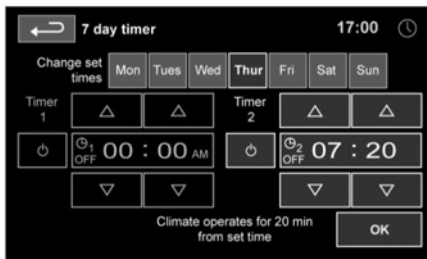 7 day timer 17:00
Change set times Mon Tues Wed Thur Fri Sat Sun
Timer 1 Timer 2
1 OFF 00 : 00 AM 2 OFF 07 : 20
Climate operates for 20 min
from set time
OK